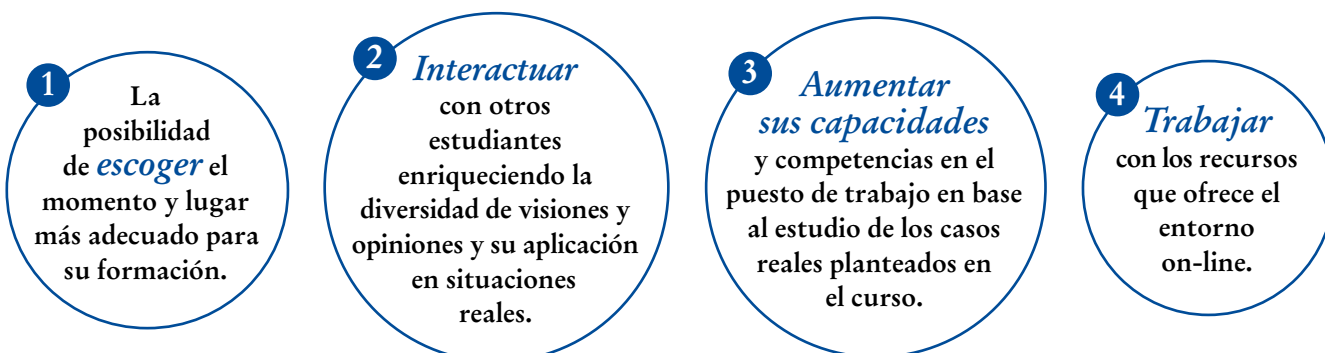 1
La
posibilidad
de escoger el
momento y lugar
más adecuado para
su formación.
2
Interactuar
con otros
estudiantes
enriqueciendo la
diversidad de visiones y
opiniones y su aplicación
en situaciones
reales.
3
Aumentar
sus capacidades
y competencias en el
puesto de trabajo en base
al estudio de los casos
reales planteados en
el curso.
4
Trabajar
con los recursos
que ofrece el
entorno
on-line.